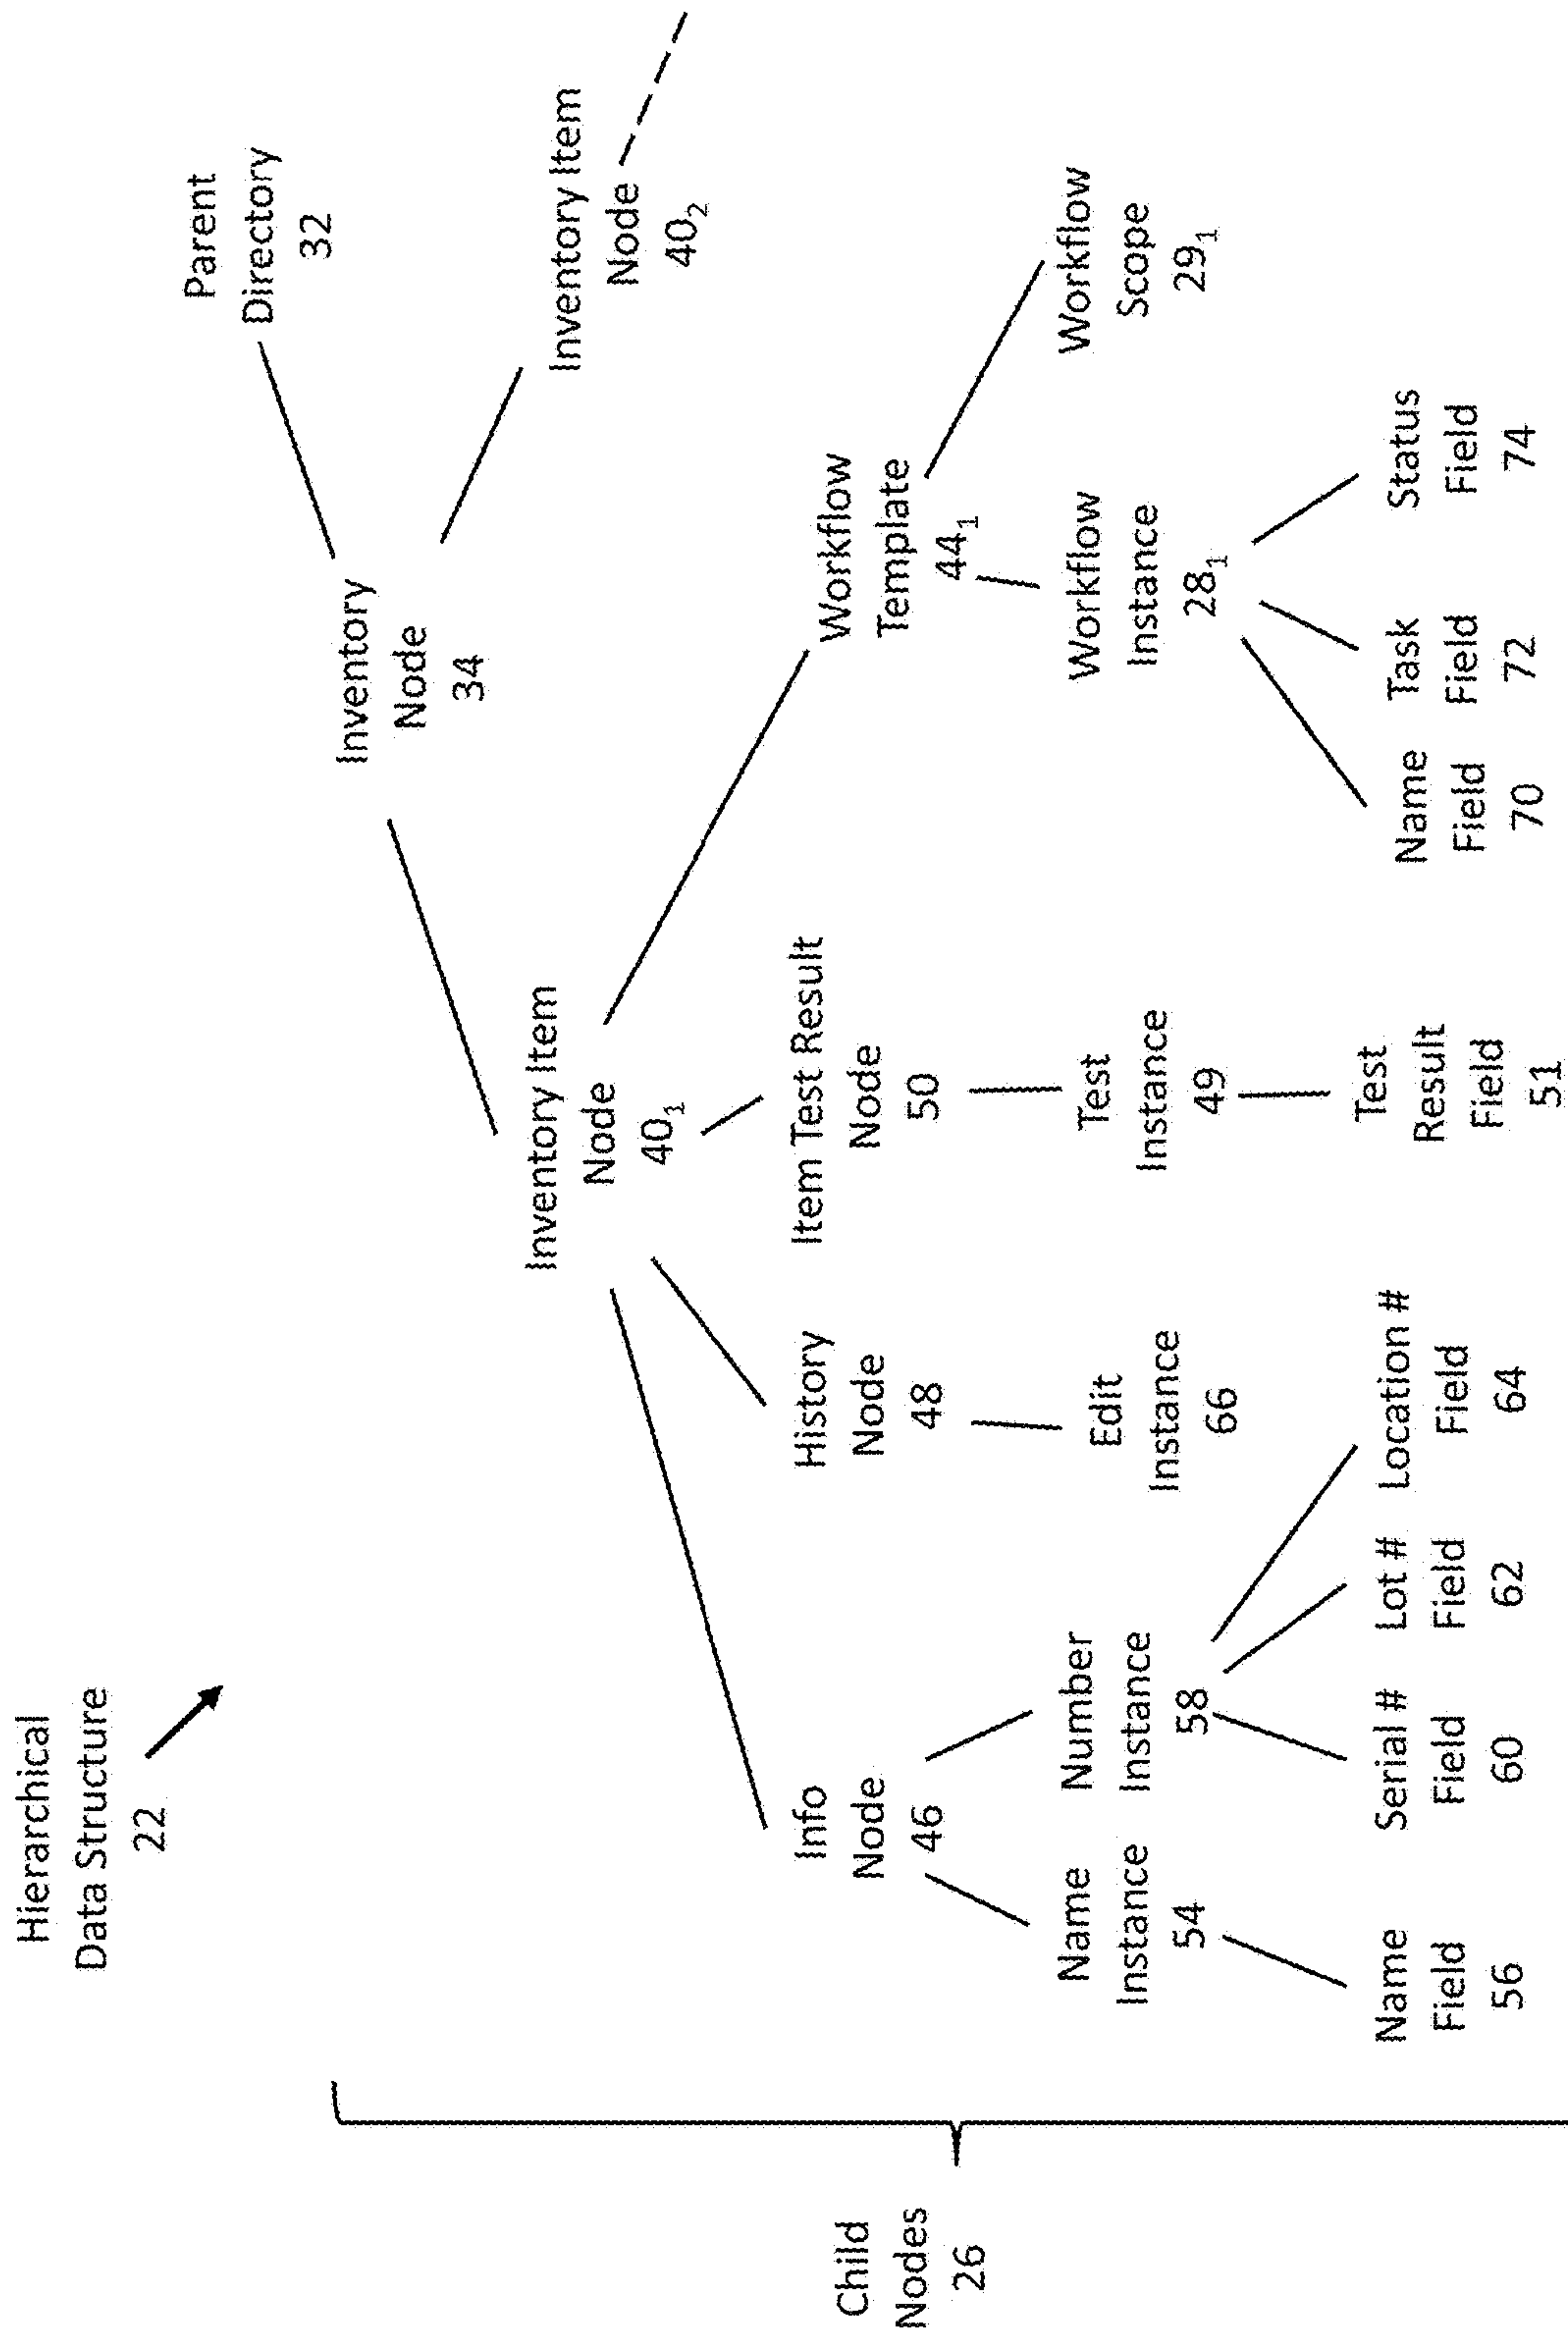 Hierarchical
Data Structure
22
Parent
Directory
32
Inventory
Node
34
Inventory Item
Node
40₁
Inventory Item
Node
40₂
Child
Nodes
26
Info
Node
46
History
Node
48
Item Test Result
Node
50
Workflow
Template
44₁
Name
Instance
54
Number
Instance
58
Edit
Instance
66
Test
Instance
49
Workflow
Instance
28₁
Workflow
Scope
29₁
Name
Field
56
Serial #
Field
60
Lot #
Field
62
Location #
Field
64
Test
Result
Field
51
Name
Field
70
Task
Field
72
Status
Field
74